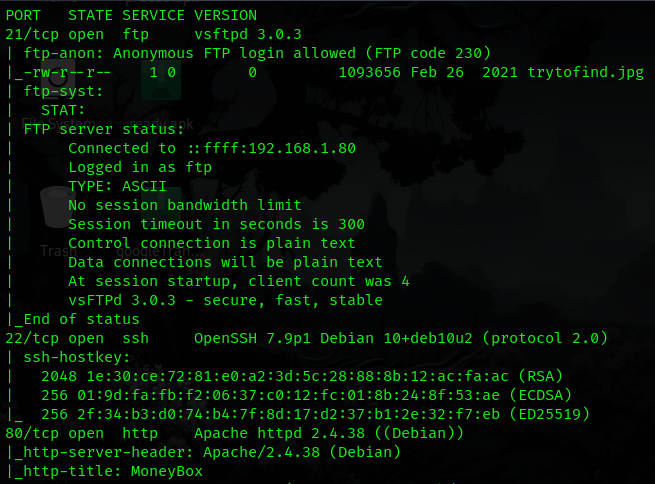 PORT   STATE SERVICE VERSION
21/tcp open  ftp     vsftpd 3.0.3
| ftp-anon: Anonymous FTP login allowed (FTP code 230)
|_-rw-r--r--    1 0        0         1093656 Feb 26  2021 trytofind.jpg
| ftp-syst:
|   STAT:
| FTP server status:
|      Connected to ::ffff:192.168.1.80
|      Logged in as ftp
|      TYPE: ASCII
|      No session bandwidth limit
|      Session timeout in seconds is 300
|      Control connection is plain text
|      Data connections will be plain text
|      At session startup, client count was 4
|      vsFTPd 3.0.3 - secure, fast, stable
|_End of status
22/tcp open  ssh     OpenSSH 7.9p1 Debian 10+deb10u2 (protocol 2.0)
| ssh-hostkey:
|   2048 1e:30:ce:72:81:e0:a2:3d:5c:28:88:8b:12:ac:fa:ac (RSA)
|   256 01:9d:fa:fb:f2:06:37:c0:12:fc:01:8b:24:8f:53:ae (ECDSA)
|_  256 2f:34:b3:d0:74:b4:7f:8d:17:d2:37:b1:2e:32:f7:eb (ED25519)
80/tcp open  http    Apache httpd 2.4.38 ((Debian))
|_http-server-header: Apache/2.4.38 (Debian)
|_http-title: MoneyBox
File System
Trash